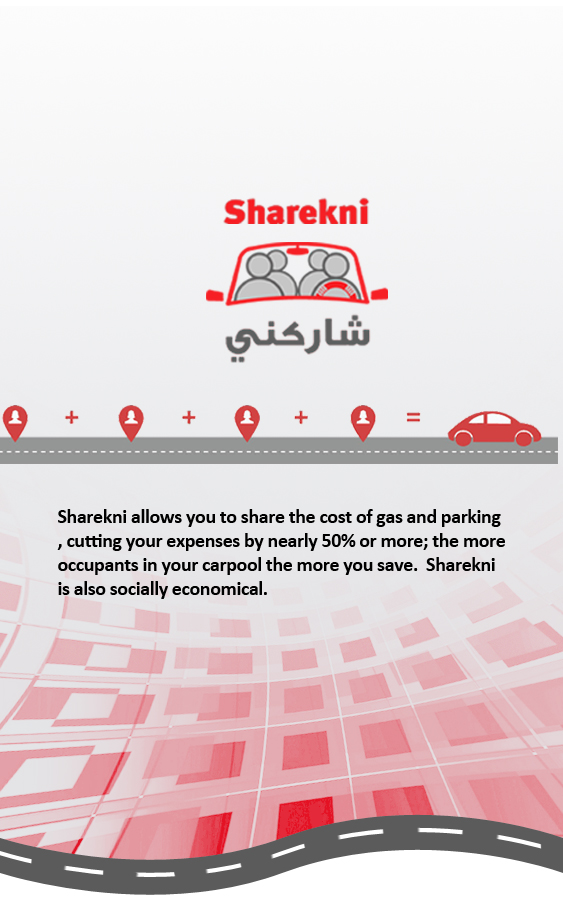 Sharekni
شاركني
+ + + =
Sharekni allows you to share the cost of gas and parking
, cutting your expenses by nearly 50% or more; the more
occupants in your carpool the more you save.  Sharekni
is also socially economical.